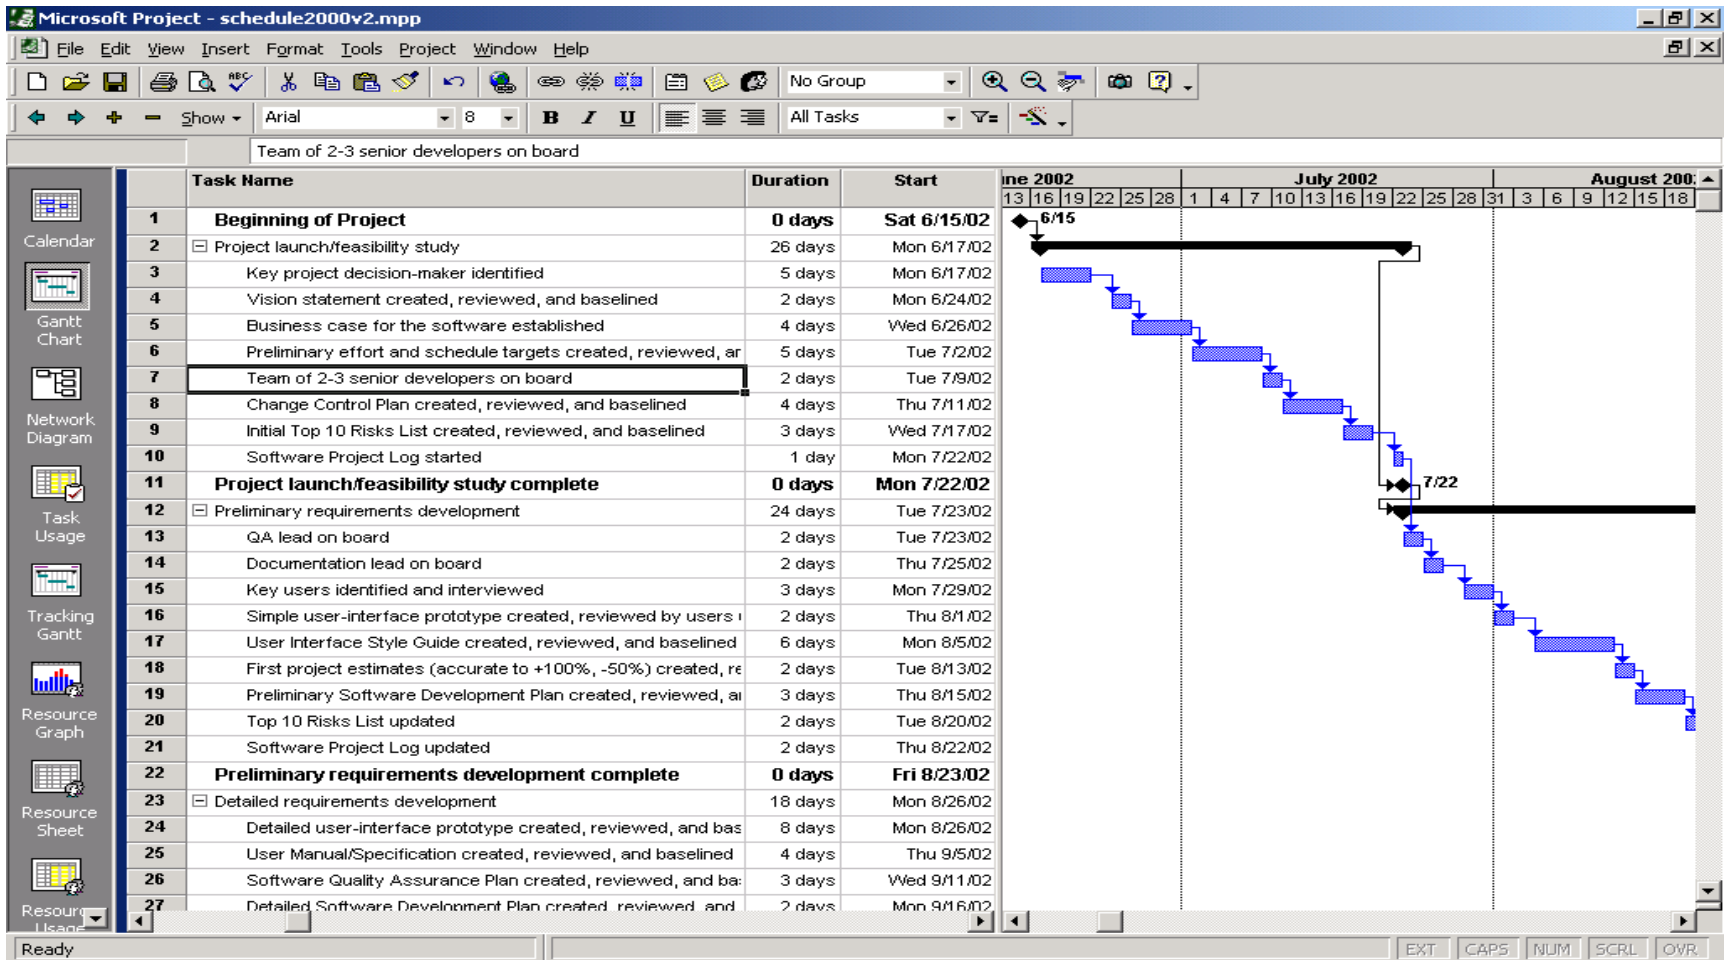 Microsoft Project - schedule2000v2.mpp
File Edit View Insert Format Tools Project Window Help
No Group
Show Arial 8 B I U All Tasks
Team of 2-3 senior developers on board
Task Name Duration Start
ne 2002 July 2002 August 200
13 16 19 22 25 28 1 4 7 10 13 16 19 22 25 28 31 3 6 9 12 15 18
1 Beginning of Project 0 days Sat 6/15/02 6/15
2 Project launch/feasibility study 26 days Mon 6/17/02
3 Key project decision-maker identified 5 days Mon 6/17/02
4 Vision statement created, reviewed, and baselined 2 days Mon 6/24/02
5 Business case for the software established 4 days Wed 6/26/02
6 Preliminary effort and schedule targets created, reviewed, ar 5 days Tue 7/2/02
7 Team of 2-3 senior developers on board 2 days Tue 7/9/02
8 Change Control Plan created, reviewed, and baselined 4 days Thu 7/11/02
9 Initial Top 10 Risks List created, reviewed, and baselined 3 days Wed 7/17/02
10 Software Project Log started 1 day Mon 7/22/02
11 Project launch/feasibility study complete 0 days Mon 7/22/02 7/22
12 Preliminary requirements development 24 days Tue 7/23/02
13 QA lead on board 2 days Tue 7/23/02
14 Documentation lead on board 2 days Thu 7/25/02
15 Key users identified and interviewed 3 days Mon 7/29/02
16 Simple user-interface prototype created, reviewed by users 2 days Thu 8/1/02
17 User Interface Style Guide created, reviewed, and baselined 6 days Mon 8/5/02
18 First project estimates (accurate to +100%, -50%) created, re 2 days Tue 8/13/02
19 Preliminary Software Development Plan created, reviewed, a 3 days Thu 8/15/02
20 Top 10 Risks List updated 2 days Tue 8/20/02
21 Software Project Log updated 2 days Thu 8/22/02
22 Preliminary requirements development complete 0 days Fri 8/23/02
23 Detailed requirements development 18 days Mon 8/26/02
24 Detailed user-interface prototype created, reviewed, and bas 8 days Mon 8/26/02
25 User Manual/Specification created, reviewed, and baselined 4 days Thu 9/5/02
26 Software Quality Assurance Plan created, reviewed, and ba 3 days Wed 9/11/02
27 Detailed Software Development Plan created, reviewed, and 2 days Mon 9/16/02
Calendar
Gantt
Chart
Network
Diagram
Task
Usage
Tracking
Gantt
Resource
Graph
Resource
Sheet
Resour
Usage
Ready EXT CAPS NUM SCRL OVR